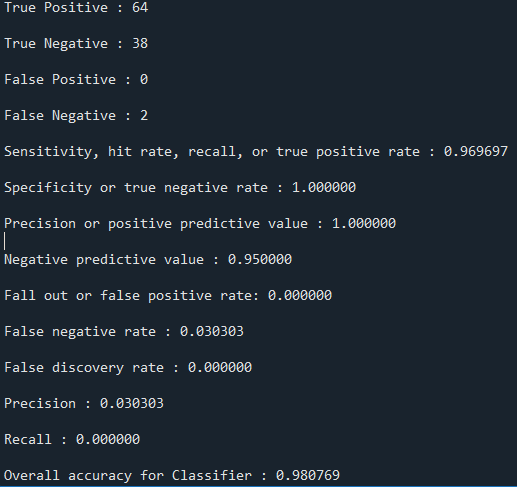 True Positive : 64
True Negative : 38
False Positive : 0
False Negative : 2
Sensitivity, hit rate, recall, or true positive rate : 0.969697
Specificity or true negative rate : 1.000000
Precision or positive predictive value : 1.000000
Negative predictive value : 0.950000
Fall out or false positive rate: 0.000000
False negative rate : 0.030303
False discovery rate : 0.000000
Precision : 0.030303
Recall : 0.000000
Overall accuracy for Classifier : 0.980769